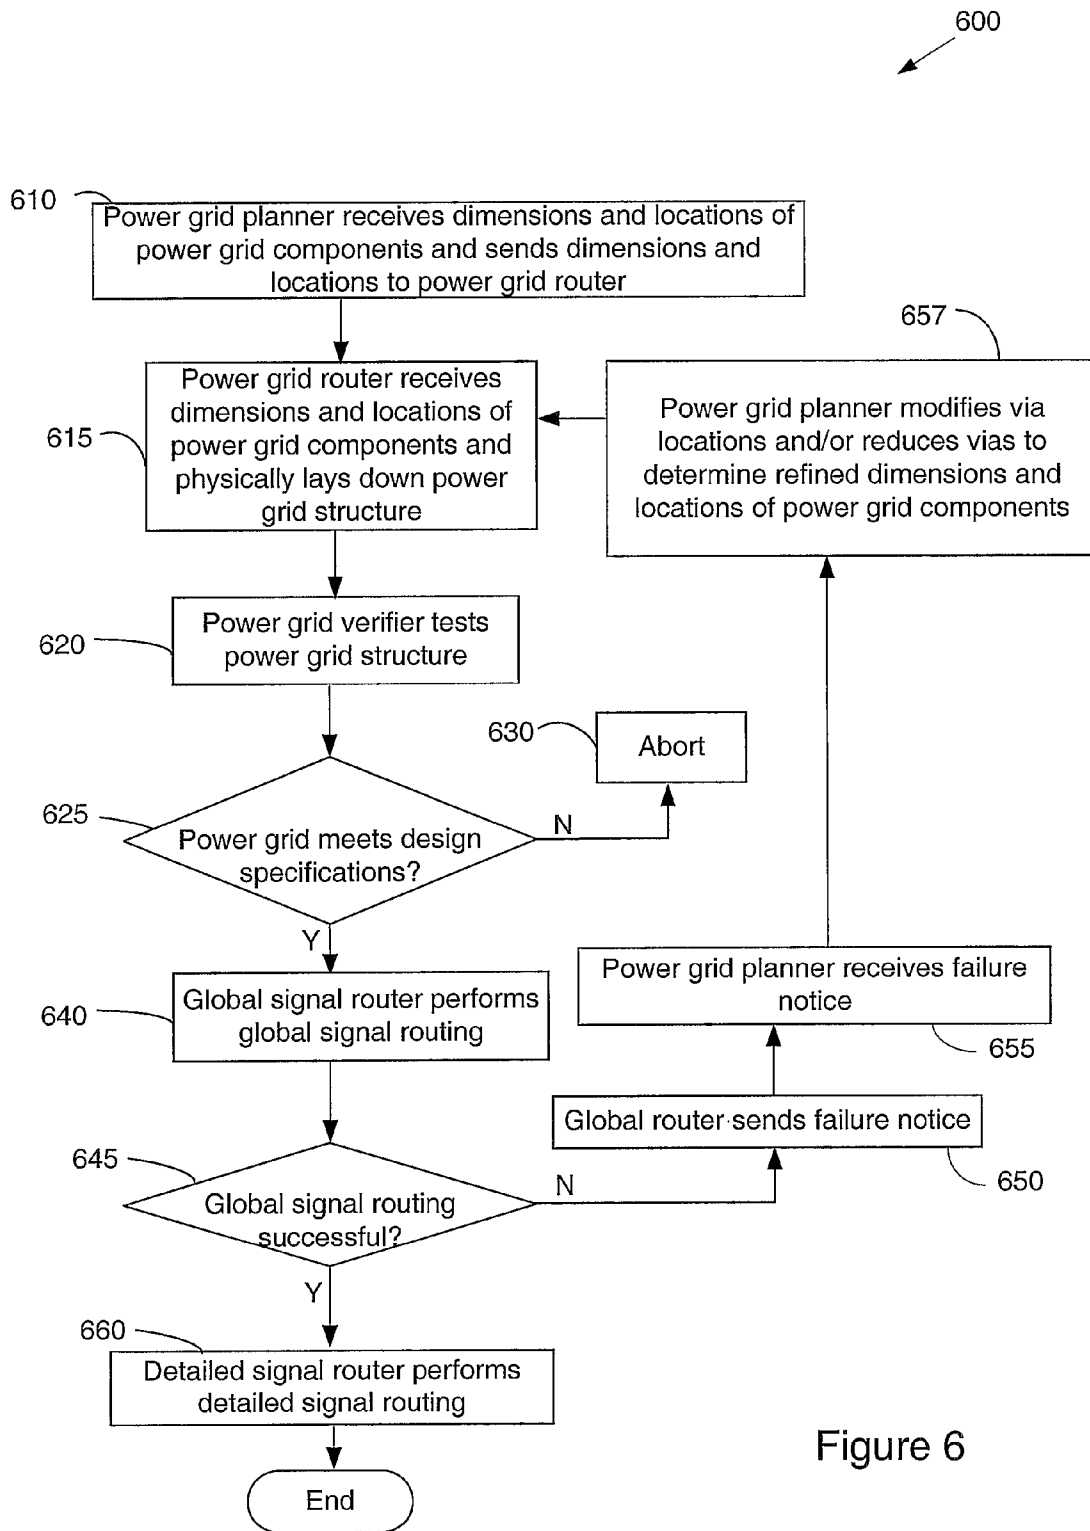 600
610
Power grid planner receives dimensions and locations of
power grid components and sends dimensions and
locations to power grid router
657
615
Power grid router receives
dimensions and locations of
power grid components and
physically lays down power
grid structure
Power grid planner modifies via
locations and/or reduces vias to
determine refined dimensions and
locations of power grid components
620
Power grid verifier tests
power grid structure
630
Abort
625
Power grid meets design
specifications?
N
Y
640
Global signal router performs
global signal routing
Power grid planner receives failure
notice
655
Global router sends failure notice
650
645
Global signal routing
successful?
N
Y
660
Detailed signal router performs
detailed signal routing
End
Figure 6